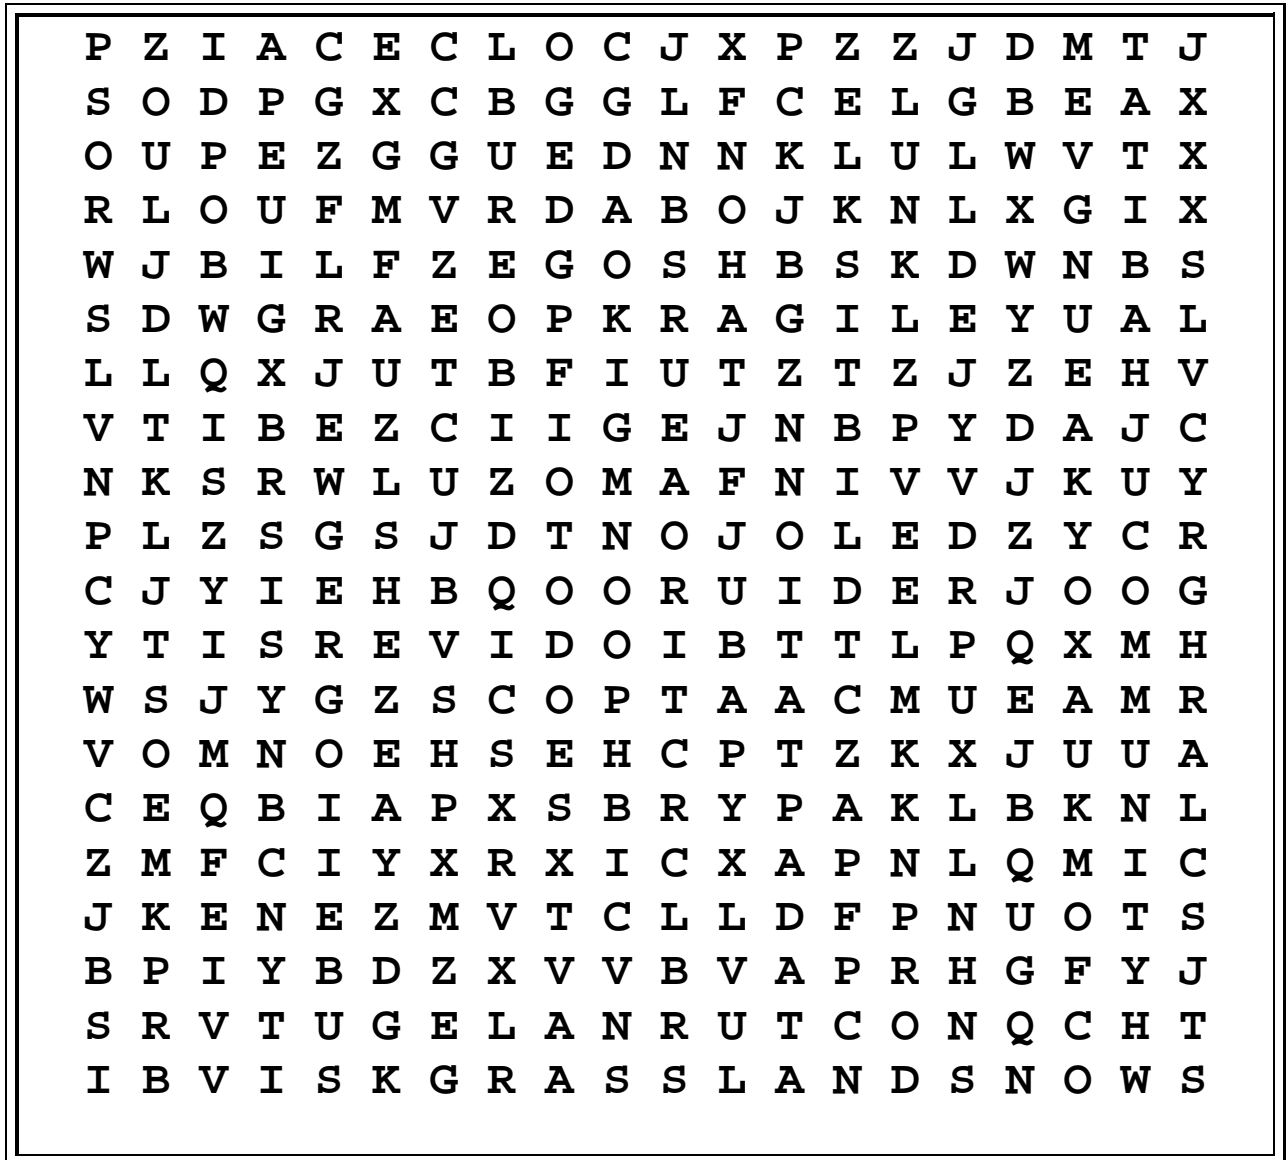 P Z I A C E C L O C J X P Z Z J D M T J
S O D P G X C B G G L F C E L G B E A X
O U P E Z G G U E D N N K L U L W V T X
R L O U F M V R D A B O J K N L X G I X
W J B I L F Z E G O S H B S K D W N B S
S D W G R A E O P K R A G I L E Y U A L
L L Q X J U T B F I U T Z T Z J Z E H V
V T I B E Z C I I G E J N B P Y D A J C
N K S R W L U Z O M A F N I V V J K U Y
P L Z S G S J D T N O J O L E D Z Y C R
C J Y I E H B Q O O R U I D E R J O O G
Y T I S R E V I D O I B T T L P Q X M H
W S J Y G Z S C O P T A A C M U E A M R
V O M N O E H S E H C P T Z K X J U U A
C E Q B I A P X S B R Y P A K L B K N L
Z M F C I Y X R X I C X A P N L Q M I C
J K E N E Z M V T C L L D F P N U O T S
B P I Y B D Z X V V B V A P R H G F Y J
S R V T U G E L A N R U T C O N Q C H T
I B V I S K G R A S S L A N D S N O W S